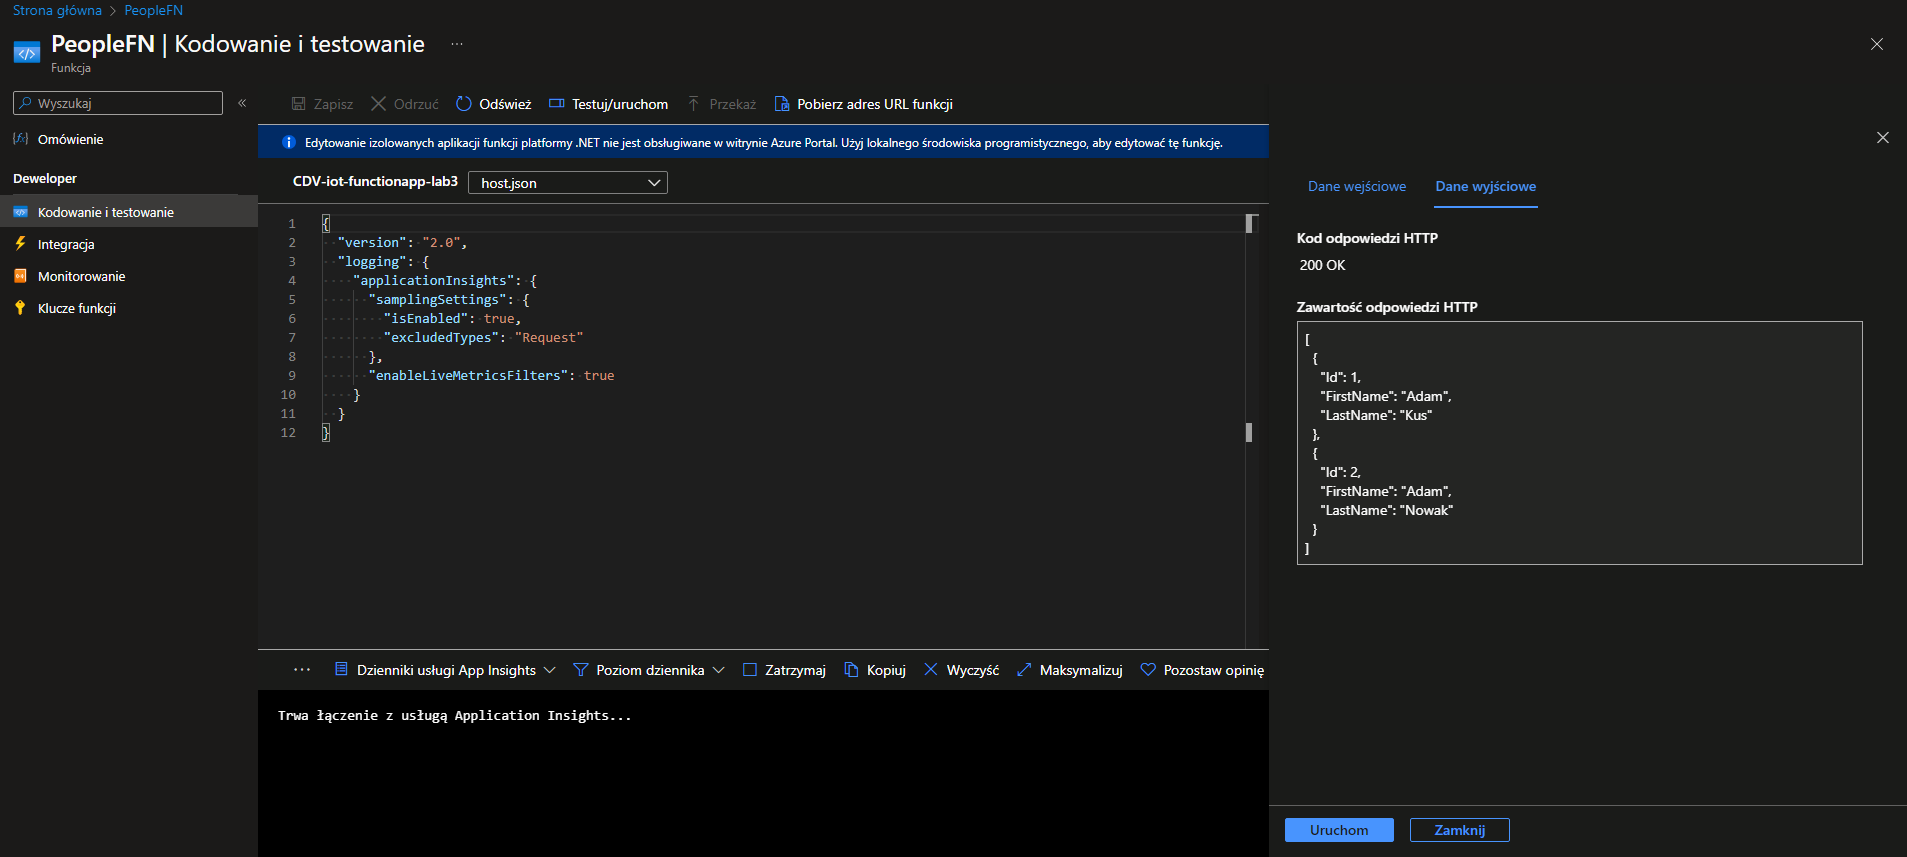 Strona główna > PeopleFN
PeopleFN | Kodowanie i testowanie ...
Funkcja
Wyszukaj «
Omówienie
Deweloper
Kodowanie i testowanie
Integracja
Monitorowanie
Klucze funkcji
Zapisz Odrzuć Odśwież Testuj/uruchom Przekaż Pobierz adres URL funkcji
Edytowanie izolowanych aplikacji funkcji platformy .NET nie jest obsługiwane w witrynie Azure Portal. Użyj lokalnego środowiska programistycznego, aby edytować tę funkcję.
CDV-iot-functionapp-lab3 host.json
1 {
2 "version": "2.0",
3 "logging": {
4 "applicationInsights": {
5 "samplingSettings": {
6 "isEnabled": true,
7 "excludedTypes": "Request"
8 },
9 "enableLiveMetricsFilters": true
10 }
11 }
12 }
... Dzienniki usługi App Insights Poziom dziennika Zatrzymaj Kopiuj Wyczyść Maksymalizuj Pozostaw opinię
Trwa łączenie z usługą Application Insights...
Dane wejściowe Dane wyjściowe
Kod odpowiedzi HTTP
200 OK
Zawartość odpowiedzi HTTP
[
{
"Id": 1,
"FirstName": "Adam",
"LastName": "Kus"
},
{
"Id": 2,
"FirstName": "Adam",
"LastName": "Nowak"
}
]
Uruchom Zamknij